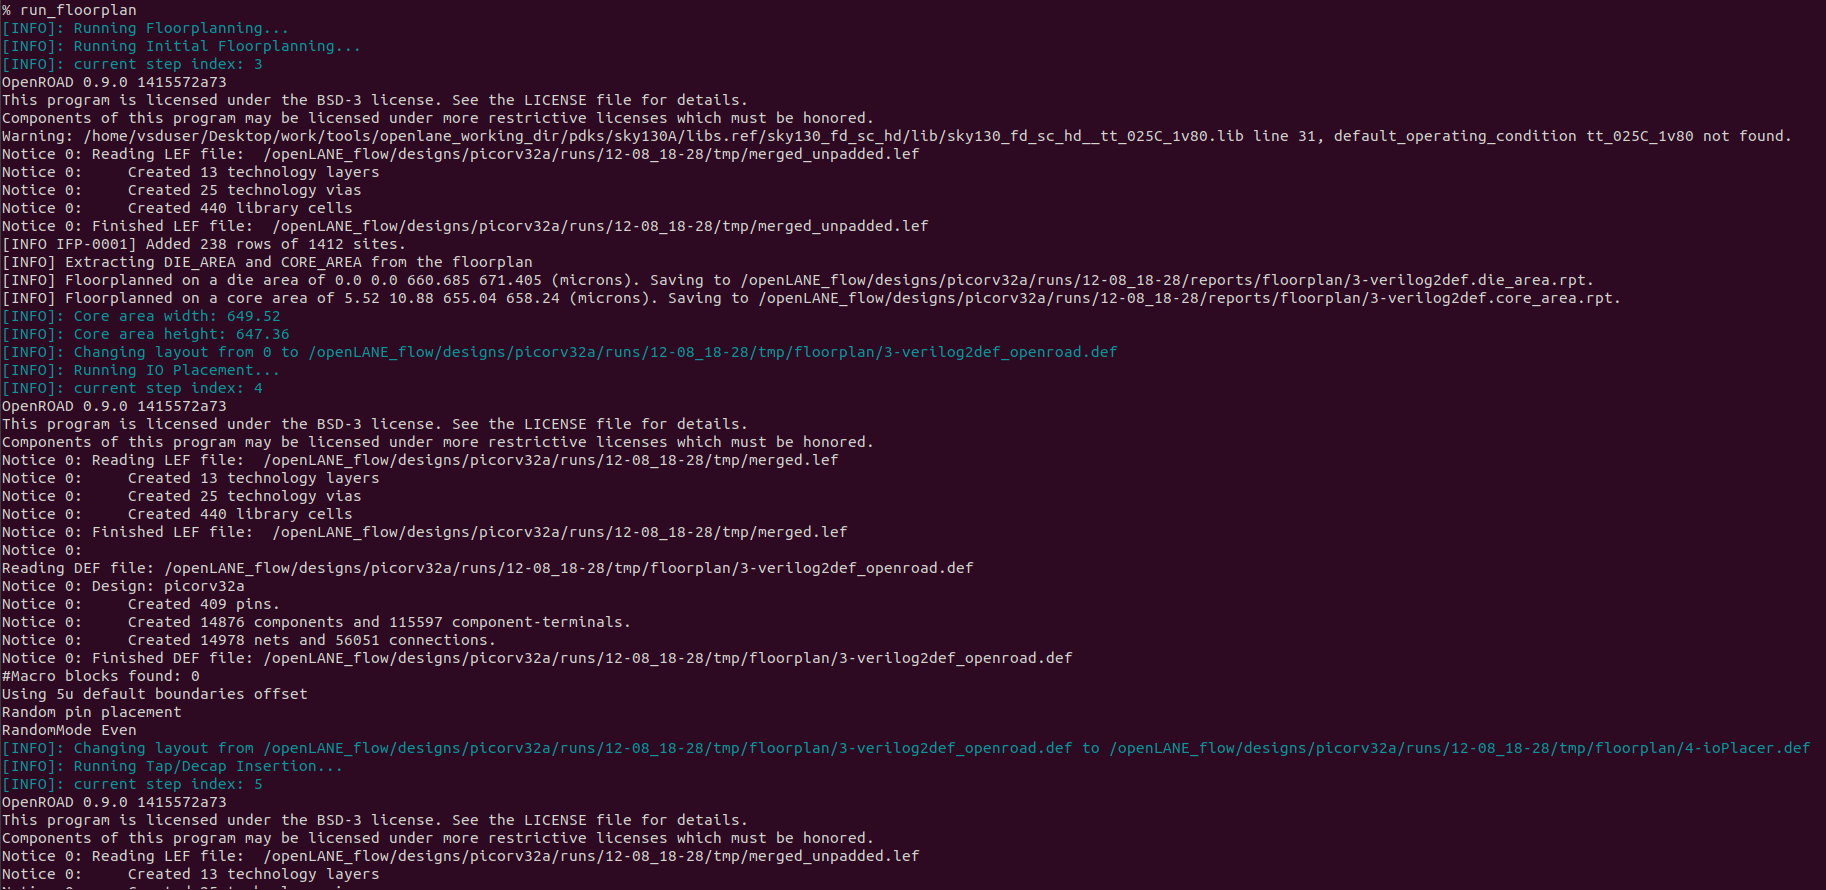 % run_floorplan
[INFO]: Running Floorplanning...
[INFO]: Running Initial Floorplanning...
[INFO]: current step index: 3
OpenROAD 0.9.0 1415572a73
This program is licensed under the BSD-3 license. See the LICENSE file for details.
Components of this program may be licensed under more restrictive licenses which must be honored.
Warning: /home/vsduser/Desktop/work/tools/openlane_working_dir/pdks/sky130A/libs.ref/sky130_fd_sc_hd/lib/sky130_fd_sc_hd__tt_025C_1v80.lib line 31, default_operating_condition tt_025C_1v80 not found.
Notice 0: Reading LEF file:  /openLANE_flow/designs/picorv32a/runs/12-08_18-28/tmp/merged_unpadded.lef
Notice 0:     Created 13 technology layers
Notice 0:     Created 25 technology vias
Notice 0:     Created 440 library cells
Notice 0: Finished LEF file:  /openLANE_flow/designs/picorv32a/runs/12-08_18-28/tmp/merged_unpadded.lef
[INFO IFP-0001] Added 238 rows of 1412 sites.
[INFO] Extracting DIE_AREA and CORE_AREA from the floorplan
[INFO] Floorplanned on a die area of 0.0 0.0 660.685 671.405 (microns). Saving to /openLANE_flow/designs/picorv32a/runs/12-08_18-28/reports/floorplan/3-verilog2def.die_area.rpt.
[INFO] Floorplanned on a core area of 5.52 10.88 655.04 658.24 (microns). Saving to /openLANE_flow/designs/picorv32a/runs/12-08_18-28/reports/floorplan/3-verilog2def.core_area.rpt.
[INFO]: Core area width: 649.52
[INFO]: Core area height: 647.36
[INFO]: Changing layout from 0 to /openLANE_flow/designs/picorv32a/runs/12-08_18-28/tmp/floorplan/3-verilog2def_openroad.def
[INFO]: Running IO Placement...
[INFO]: current step index: 4
OpenROAD 0.9.0 1415572a73
This program is licensed under the BSD-3 license. See the LICENSE file for details.
Components of this program may be licensed under more restrictive licenses which must be honored.
Notice 0: Reading LEF file:  /openLANE_flow/designs/picorv32a/runs/12-08_18-28/tmp/merged.lef
Notice 0:     Created 13 technology layers
Notice 0:     Created 25 technology vias
Notice 0:     Created 440 library cells
Notice 0: Finished LEF file:  /openLANE_flow/designs/picorv32a/runs/12-08_18-28/tmp/merged.lef
Notice 0:
Reading DEF file: /openLANE_flow/designs/picorv32a/runs/12-08_18-28/tmp/floorplan/3-verilog2def_openroad.def
Notice 0: Design: picorv32a
Notice 0:     Created 409 pins.
Notice 0:     Created 14876 components and 115597 component-terminals.
Notice 0:     Created 14978 nets and 56051 connections.
Notice 0: Finished DEF file: /openLANE_flow/designs/picorv32a/runs/12-08_18-28/tmp/floorplan/3-verilog2def_openroad.def
#Macro blocks found: 0
Using 5u default boundaries offset
Random pin placement
RandomMode Even
[INFO]: Changing layout from /openLANE_flow/designs/picorv32a/runs/12-08_18-28/tmp/floorplan/3-verilog2def_openroad.def to /openLANE_flow/designs/picorv32a/runs/12-08_18-28/tmp/floorplan/4-ioPlacer.def
[INFO]: Running Tap/Decap Insertion...
[INFO]: current step index: 5
OpenROAD 0.9.0 1415572a73
This program is licensed under the BSD-3 license. See the LICENSE file for details.
Components of this program may be licensed under more restrictive licenses which must be honored.
Notice 0: Reading LEF file:  /openLANE_flow/designs/picorv32a/runs/12-08_18-28/tmp/merged_unpadded.lef
Notice 0:     Created 13 technology layers